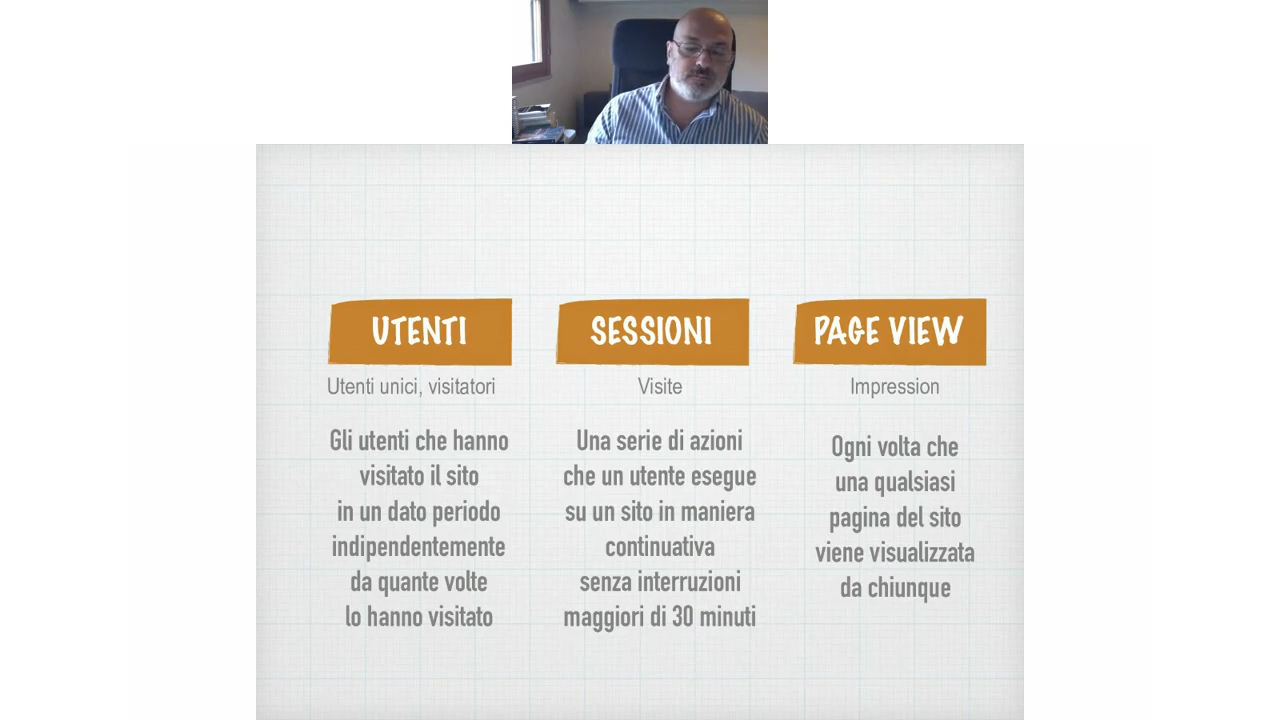 UTENTI
Utenti unici, visitatori
Gli utenti che hanno
visitato il sito
in un dato periodo
indipendentemente
da quante volte
lo hanno visitato
SESSIONI
Visite
Una serie di azioni
che un utente esegue
su un sito in maniera
continuativa
senza interruzioni
maggiori di 30 minuti
PAGE VIEW
Impression
Ogni volta che
una qualsiasi
pagina del sito
viene visualizzata
da chiunque